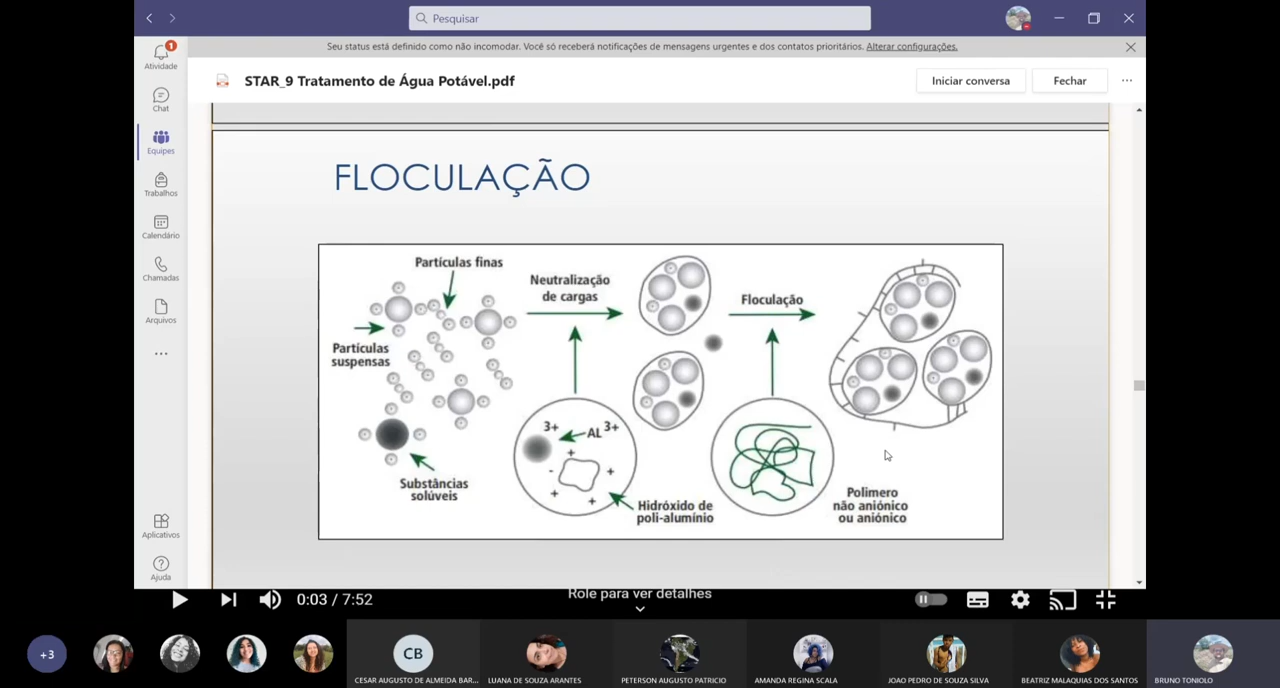 Pesquisar
Seu status está definido como não incomodar. Você só receberá notificações de mensagens urgentes e dos contatos prioritários. Alterar configurações.
1
Atividade
Chat
Equipes
Trabalhos
Calendário
Chamadas
Arquivos
Aplicativos
Ajuda
STAR_9 Tratamento de Água Potável.pdf
Iniciar conversa
Fechar
FLOCULAÇÃO
Partículas finas
Partículas
suspensas
Substâncias
solúveis
Neutralização
de cargas
3+
AL 3+
Hidróxido de
poli-alumínio
Floculação
Polimero
não aniónico
ou aniónico
0:03 / 7:52
Role para ver detalhes
+3
CB
CESAR AUGUSTO DE ALMEIDA BAR...
LUANA DE SOUZA ARANTES
PETERSON AUGUSTO PATRICIO
AMANDA REGINA SCALA
JOAO PEDRO DE SOUZA SILVA
BEATRIZ MALAQUIAS DOS SANTOS
BRUNO TONIOLO